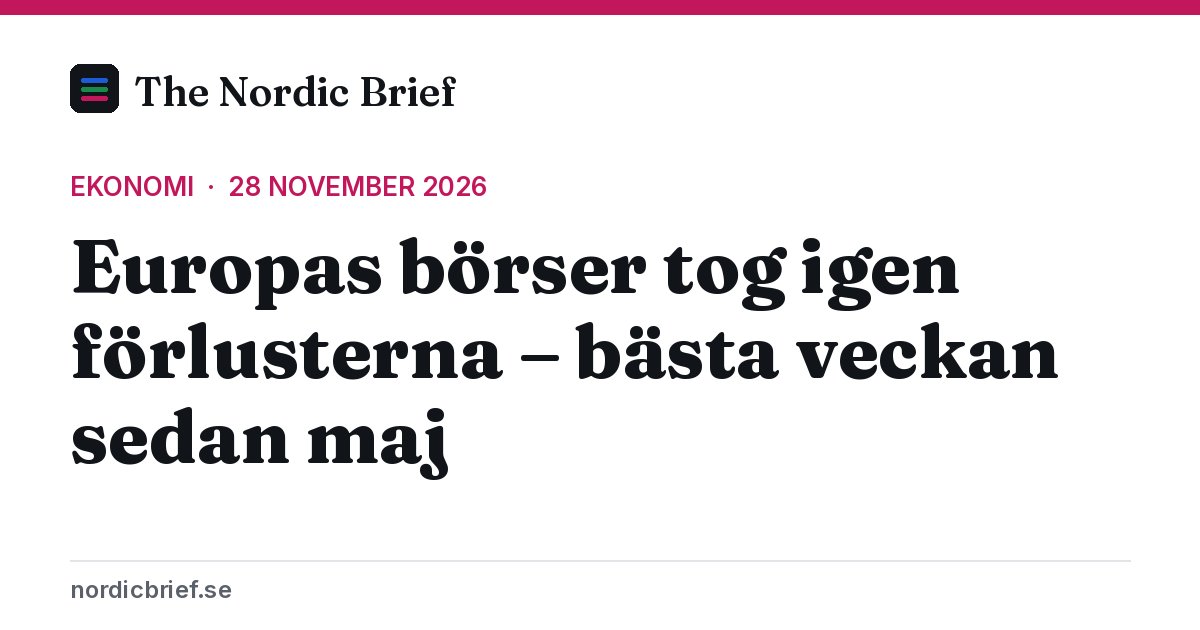 The Nordic Brief
EKONOMI · 28 NOVEMBER 2026
Europas börser tog igen
förlusterna – bästa veckan
sedan maj
nordicbrief.se